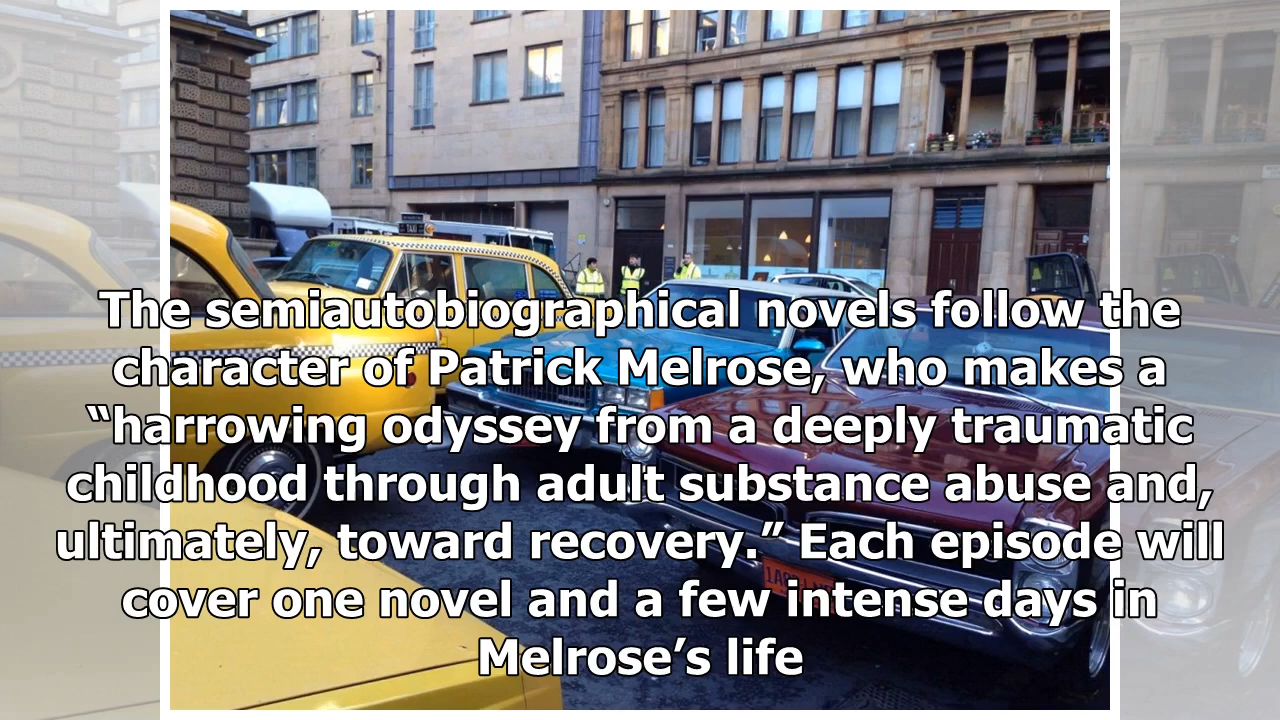 TAXI
The semiautobiographical novels follow the
character of Patrick Melrose, who makes a
“harrowing odyssey from a deeply traumatic
childhood through adult substance abuse and,
ultimately, toward recovery.” Each episode will
cover one novel and a few intense days in
Melrose’s life